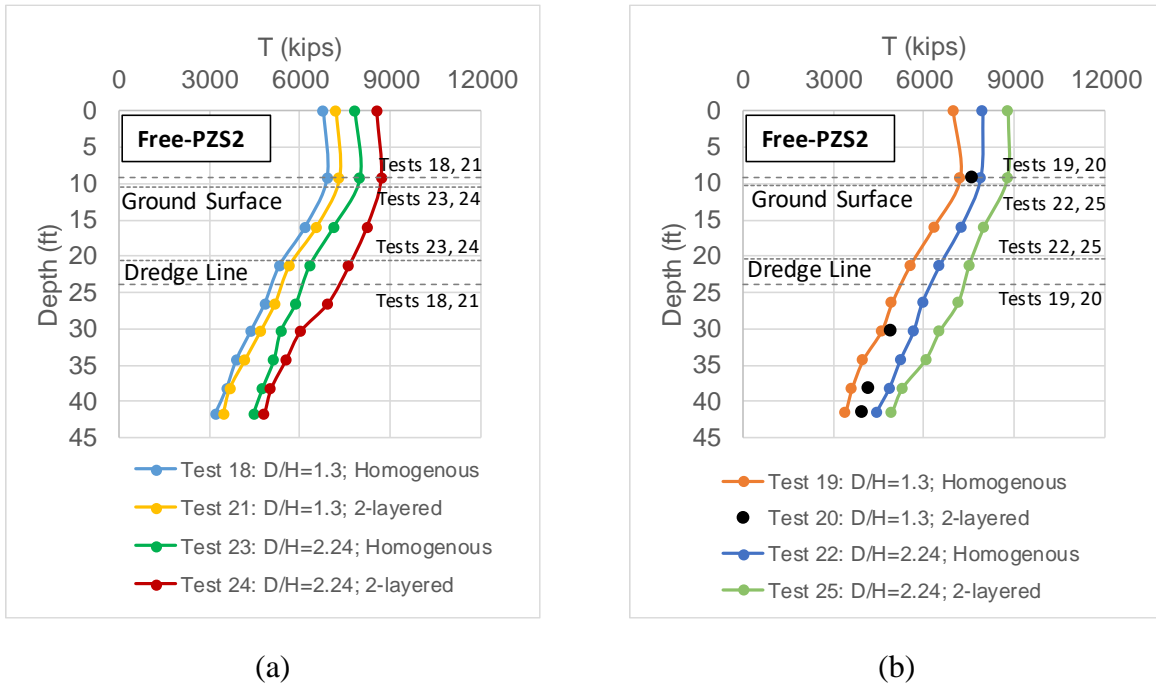 T (kips)
0 3000 6000 9000 12000
0
5
10
15
20
25
30
35
40
45
Depth (ft)
Free-PZS2
Tests 18, 21
Ground Surface
Tests 23, 24
Tests 23, 24
Dredge Line
Tests 18, 21
Test 18: D/H=1.3; Homogenous
Test 21: D/H=1.3; 2-layered
Test 23: D/H=2.24; Homogenous
Test 24: D/H=2.24; 2-layered
(a)
T (kips)
0 3000 6000 9000 12000
0
5
10
15
20
25
30
35
40
45
Depth (ft)
Free-PZS2
Tests 19, 20
Ground Surface
Tests 22, 25
Tests 22, 25
Dredge Line
Tests 19, 20
Test 19: D/H=1.3; Homogenous
Test 20: D/H=1.3; 2-layered
Test 22: D/H=2.24; Homogenous
Test 25: D/H=2.24; 2-layered
(b)